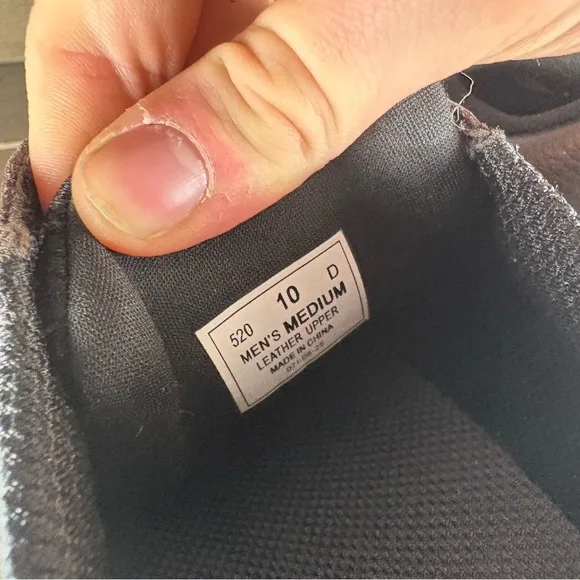 520 10 D
MEN'S MEDIUM
LEATHER UPPER
MADE IN CHINA